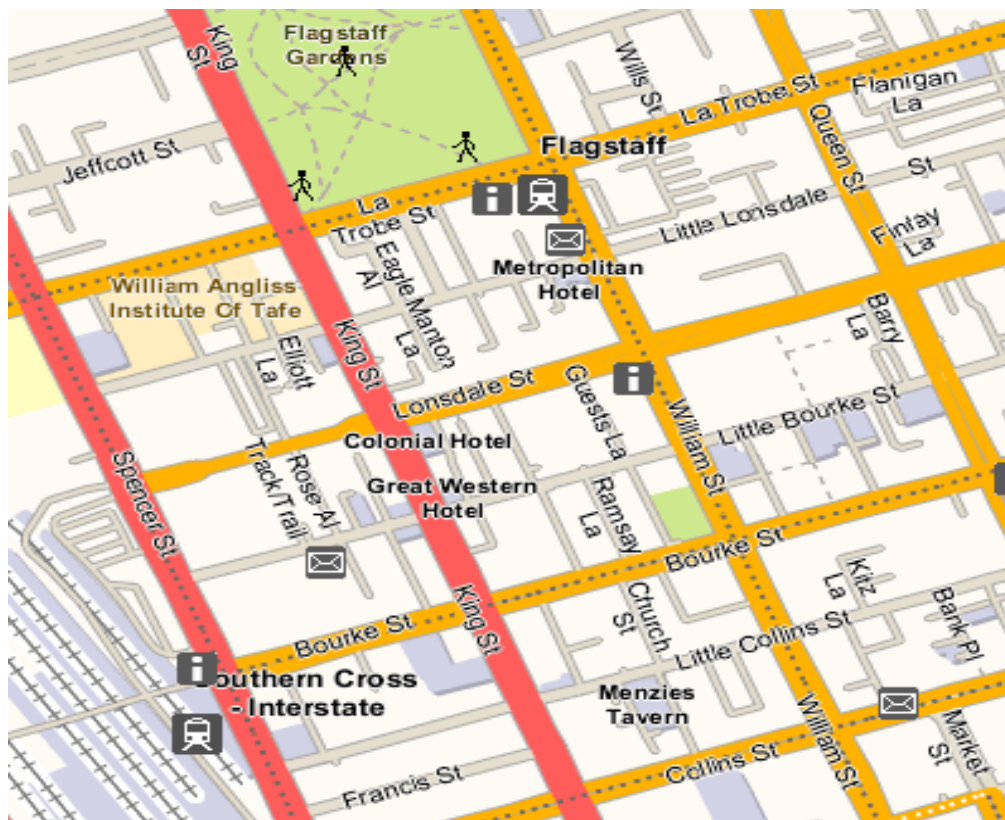 King
St
Flagstaff
Gardens
Wills St
La Trobe St
Flanigan
La
Jeffcott St
Flagstaff
Queen St
La
Trobe St
Little Lonsdale St
Finlay
La
i
Eagle
Al
Manton
La
Metropolitan
Hotel
William Angliss
Institute Of Tafe
Elliott
La
King St
Barry
La
Lonsdale St
i
Guests La
William St
Little Bourke St
Colonial Hotel
Great Western
Hotel
Rose Al
Track/Trail
Spencer St
Ramsay
La
Bourke St
Kitz
La
King St
Church
St
Bank Pl
Bourke St
Little Collins St
i
Southern Cross
- Interstate
Menzies
Tavern
William St
Market
St
Collins St
Francis St